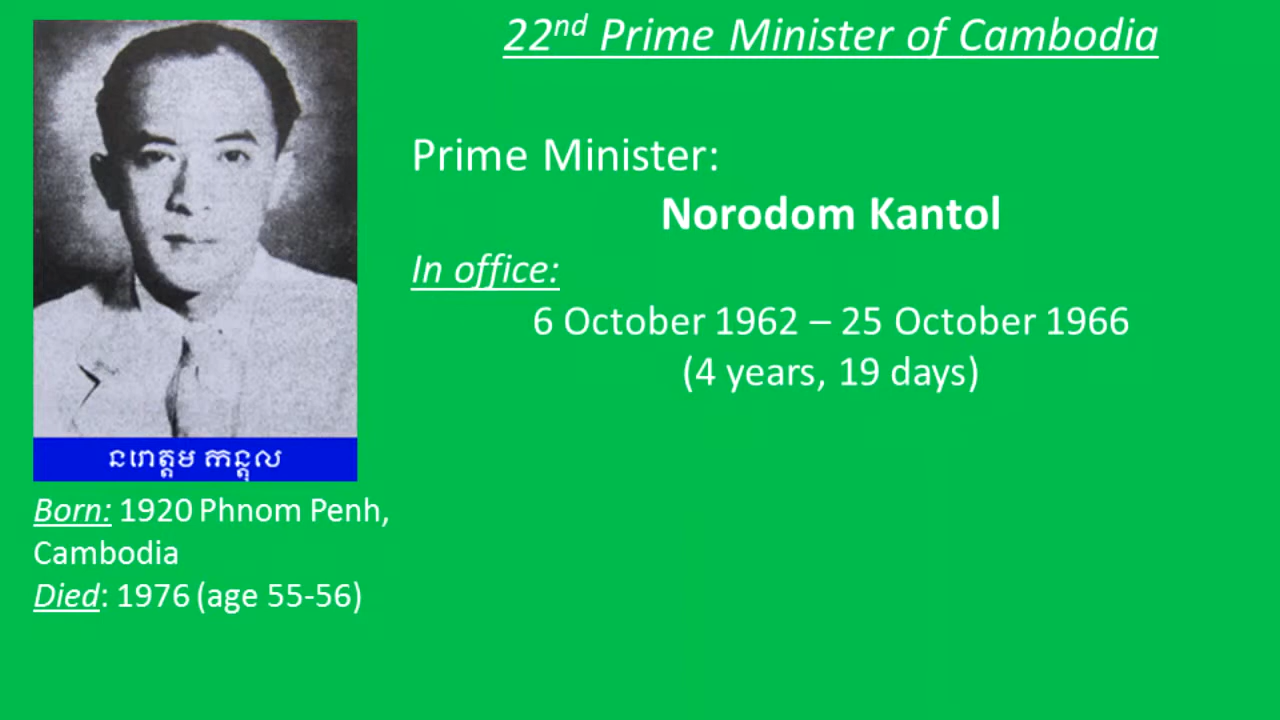 22nd Prime Minister of Cambodia
Prime Minister:
Norodom Kantol
In office:
6 October 1962 – 25 October 1966
(4 years, 19 days)
នរោត្តម កន្តុល
Born: 1920 Phnom Penh,
Cambodia
Died: 1976 (age 55-56)